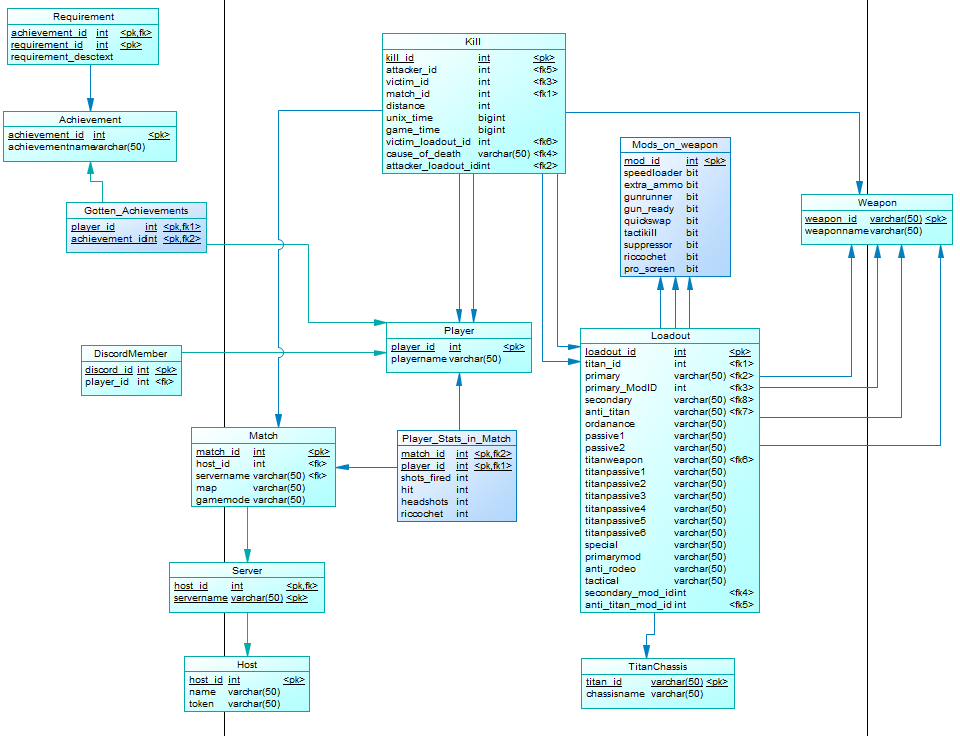 Requirement
achievement_id int <pk,fk>
requirement_id int <pk>
requirement_desctext
Achievement
achievement_id int <pk>
achievementnamevarchar(50)
Gotten_Achievements
player_id int <pk,fk1>
achievement_idint <pk,fk2>
DiscordMember
discord_id int <pk>
player_id int <fk>
Kill
kill_id int <pk>
attacker_id int <fk5>
victim_id int <fk3>
match_id int <fk1>
distance int
unix_time bigint
game_time bigint
victim_loadout_id int <fk6>
cause_of_death varchar(50) <fk4>
attacker_loadout_idint <fk2>
Player
player_id int <pk>
playername varchar(50)
Match
match_id int <pk>
host_id int <fk>
servername varchar(50) <fk>
map varchar(50)
gamemode varchar(50)
Player_Stats_in_Match
match_id int <pk,fk2>
player_id int <pk,fk1>
shots_fired int
hit int
headshots int
riccochet int
Server
host_id int <pk,fk>
servername varchar(50) <pk>
Host
host_id int <pk>
name varchar(50)
token varchar(50)
Mods_on_weapon
mod_id int <pk>
speedloader bit
extra_ammo bit
gunrunner bit
gun_ready bit
quickswap bit
tactikill bit
suppressor bit
riccochet bit
pro_screen bit
Weapon
weapon_id varchar(50) <pk>
weaponnamevarchar(50)
Loadout
loadout_id int <pk>
titan_id int <fk1>
primary varchar(50) <fk2>
primary_ModID int <fk3>
secondary varchar(50) <fk8>
anti_titan varchar(50) <fk7>
ordanance varchar(50)
passive1 varchar(50)
passive2 varchar(50)
titanweapon varchar(50) <fk6>
titanpassive1 varchar(50)
titanpassive2 varchar(50)
titanpassive3 varchar(50)
titanpassive4 varchar(50)
titanpassive5 varchar(50)
titanpassive6 varchar(50)
special varchar(50)
primarymod varchar(50)
anti_rodeo varchar(50)
tactical varchar(50)
secondary_mod_idint <fk4>
anti_titan_mod_id int <fk5>
TitanChassis
titan_id varchar(50) <pk>
chassisname varchar(50)